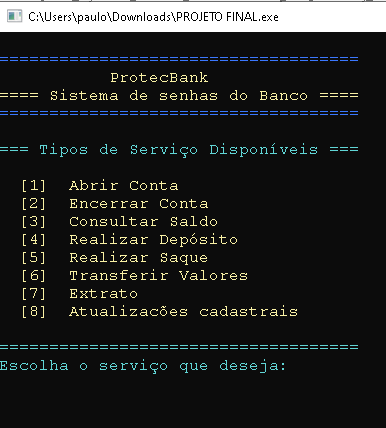 C:\Users\paulo\Downloads\PROJETO FINAL.exe
====================================
ProtecBank
==== Sistema de senhas do Banco ====
====================================
=== Tipos de Serviço Disponíveis ===
[1] Abrir Conta
[2] Encerrar Conta
[3] Consultar Saldo
[4] Realizar Depósito
[5] Realizar Saque
[6] Transferir Valores
[7] Extrato
[8] Atualizacões cadastrais
====================================
Escolha o serviço que deseja: